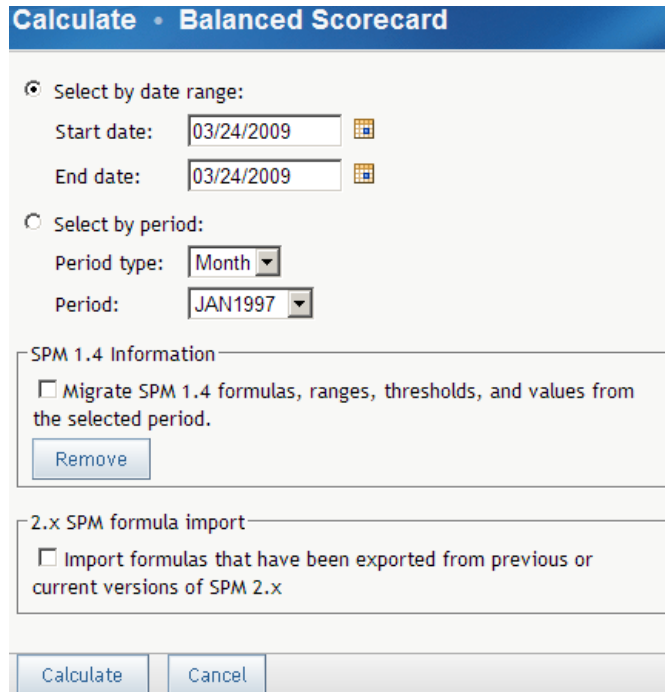 Calculate • Balanced Scorecard
Select by date range:
Start date: 03/24/2009
End date: 03/24/2009
Select by period:
Period type: Month
Period: JAN1997
SPM 1.4 Information
Migrate SPM 1.4 formulas, ranges, thresholds, and values from
the selected period.
Remove
2.x SPM formula import
Import formulas that have been exported from previous or
current versions of SPM 2.x
Calculate Cancel